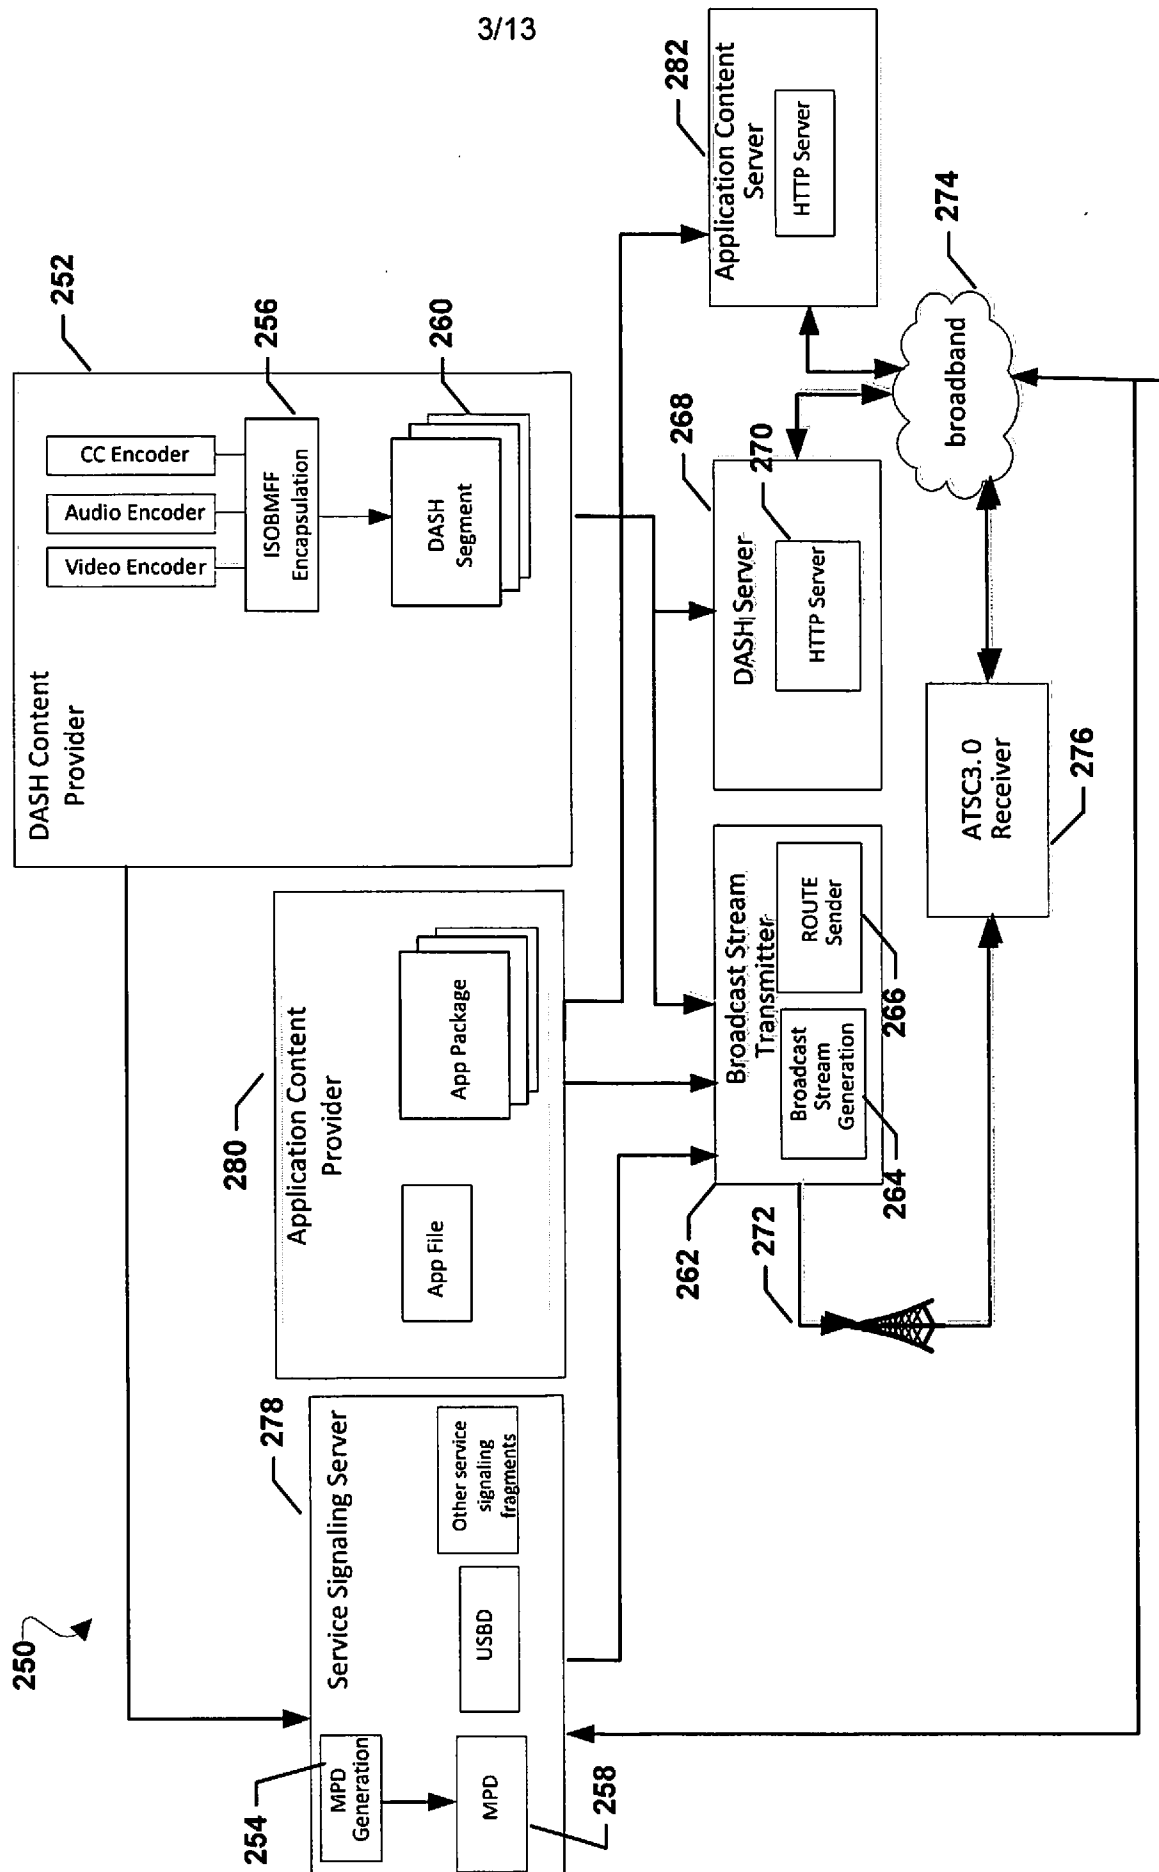 3/13
250
252
DASH Content
Provider
Video Encoder
Audio Encoder
CC Encoder
256
ISOBMFF
Encapsulation
260
DASH
Segment
280
Application Content
Provider
App File
App Package
278
Service Signaling Server
254
MPD
Generation
MPD
258
USBD
Other service
signaling
fragments
262
Broadcast Stream
Transmitter
Broadcast
Stream
Generation
264
ROUTE
Sender
266
268
DASH Server
270
HTTP Server
282
Application Content
Server
HTTP Server
272
274
broadband
ATSC3.0
Receiver
276